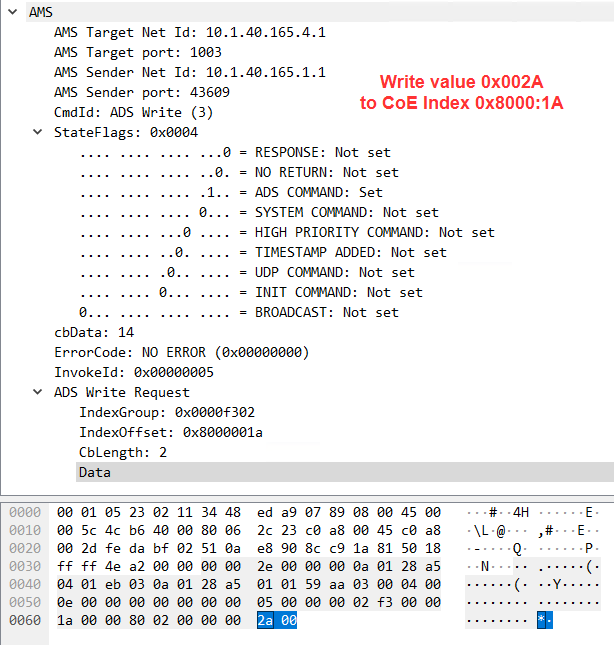 AMS
AMS Target Net Id: 10.1.40.165.4.1
AMS Target port: 1003
AMS Sender Net Id: 10.1.40.165.1.1
AMS Sender port: 43609
CmdId: ADS Write (3)
Write value 0x002A
to CoE Index 0x8000:1A
StateFlags: 0x0004
.... .... .... ...0 = RESPONSE: Not set
.... .... .... ..0. = NO RETURN: Not set
.... .... .... .1.. = ADS COMMAND: Set
.... .... .... 0... = SYSTEM COMMAND: Not set
.... .... ...0 .... = HIGH PRIORITY COMMAND: Not set
.... .... ..0. .... = TIMESTAMP ADDED: Not set
.... .... .0.. .... = UDP COMMAND: Not set
.... .... 0... .... = INIT COMMAND: Not set
0... .... .... .... = BROADCAST: Not set
cbData: 14
ErrorCode: NO ERROR (0x00000000)
InvokeId: 0x00000005
ADS Write Request
IndexGroup: 0x0000f302
IndexOffset: 0x8000001a
CbLength: 2
Data
0000 00 01 05 23 02 11 34 48 ed a9 07 89 08 00 45 00 ···#··4H ······E·
0010 00 5c 4c b6 40 00 80 06 2c 23 c0 a8 00 45 c0 a8 ·\L·@··· ,#···E··
0020 00 2d fe da bf 02 51 0a e8 90 8c c9 1a 81 50 18 ·-····Q· ······P·
0030 ff ff 4e a2 00 00 00 00 2e 00 00 00 0a 01 28 a5 ··N····· .·····(·
0040 04 01 eb 03 0a 01 28 a5 01 01 59 aa 03 00 04 00 ······(· ··Y·····
0050 0e 00 00 00 00 00 00 00 05 00 00 00 02 f3 00 00 ········ ········
0060 1a 00 00 80 02 00 00 00 2a 00 ········ *·